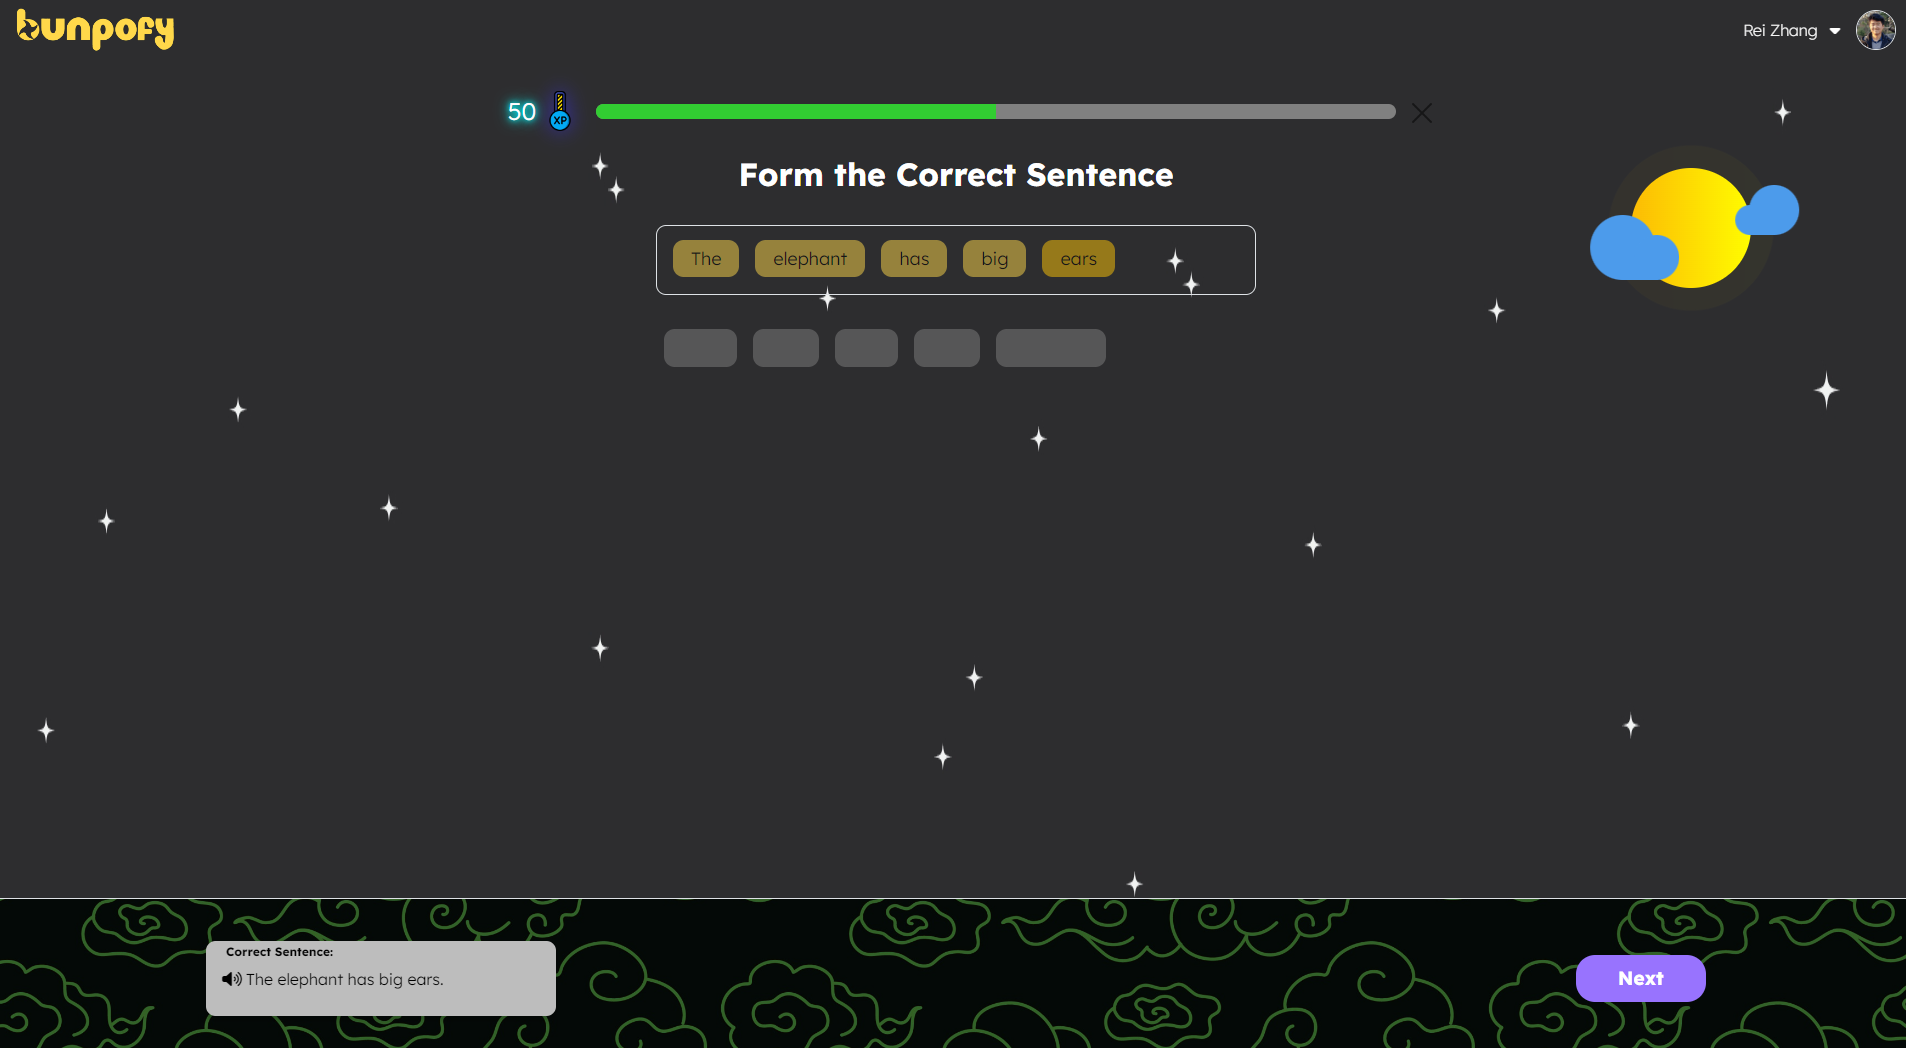 bunpofy
Rei Zhang
50
XP
Form the Correct Sentence
The elephant has big ears
Correct Sentence:
The elephant has big ears.
Next